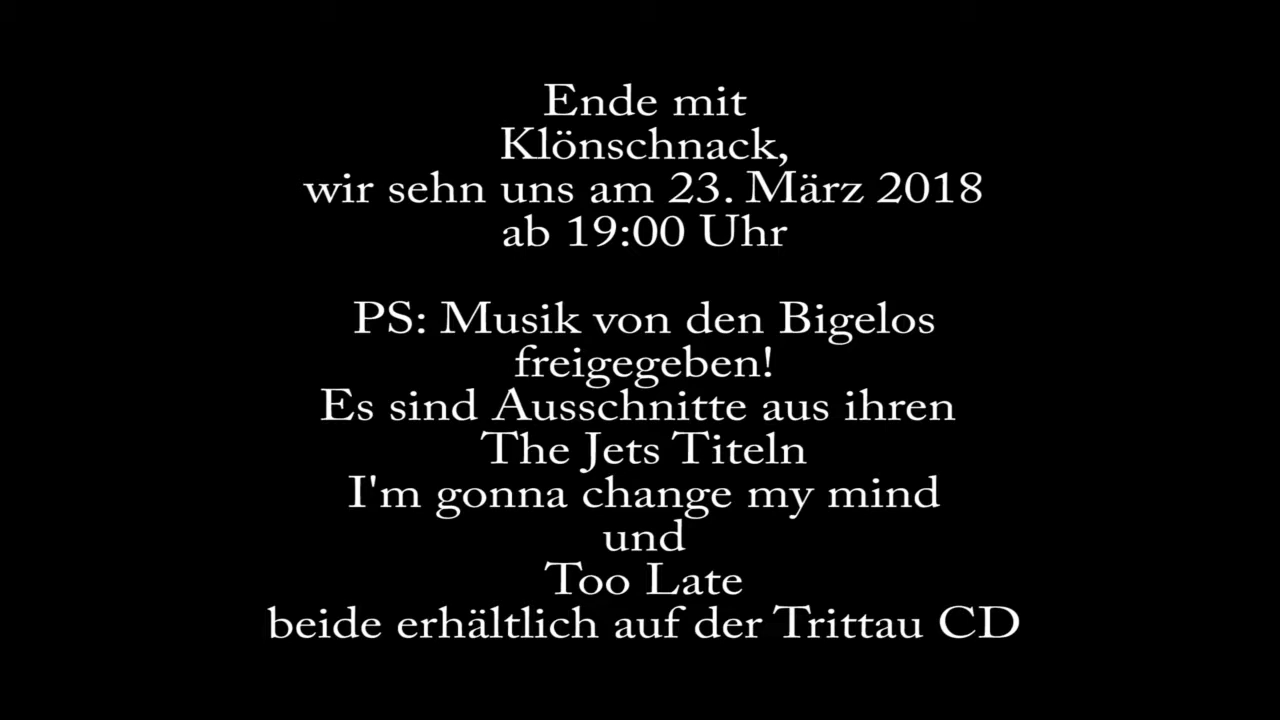 Ende mit
Klönschnack,
wir sehn uns am 23. März 2018
ab 19:00 Uhr
PS: Musik von den Bigelos
freigegeben!
Es sind Ausschnitte aus ihren
The Jets Titeln
I'm gonna change my mind
und
Too Late
beide erhältlich auf der Trittau CD